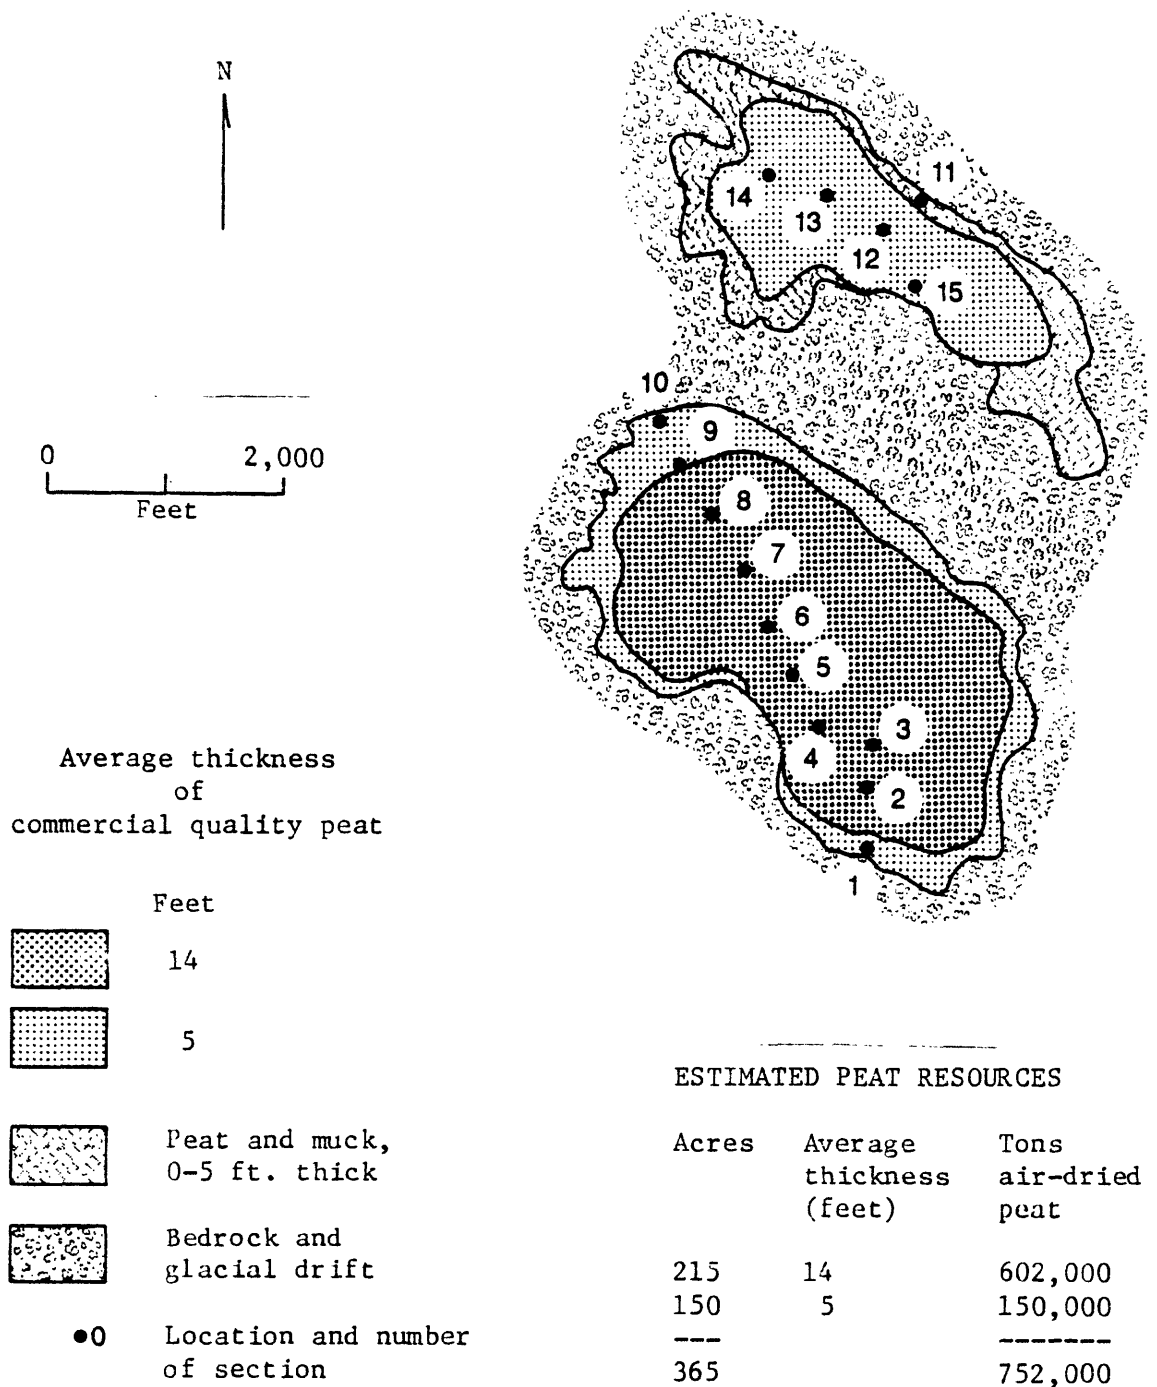 N
11
14
13
12
15
10
0 2,000
Feet
9
8
7
6
5
3
4
2
1
Average thickness
of
commercial quality peat
Feet
14
5
Peat and muck,
0-5 ft. thick
Bedrock and
glacial drift
●0 Location and number
of section
ESTIMATED PEAT RESOURCES
Acres Average Tons
thickness air-dried
(feet) peat
215 14 602,000
150 5 150,000
--- -------
365 752,000